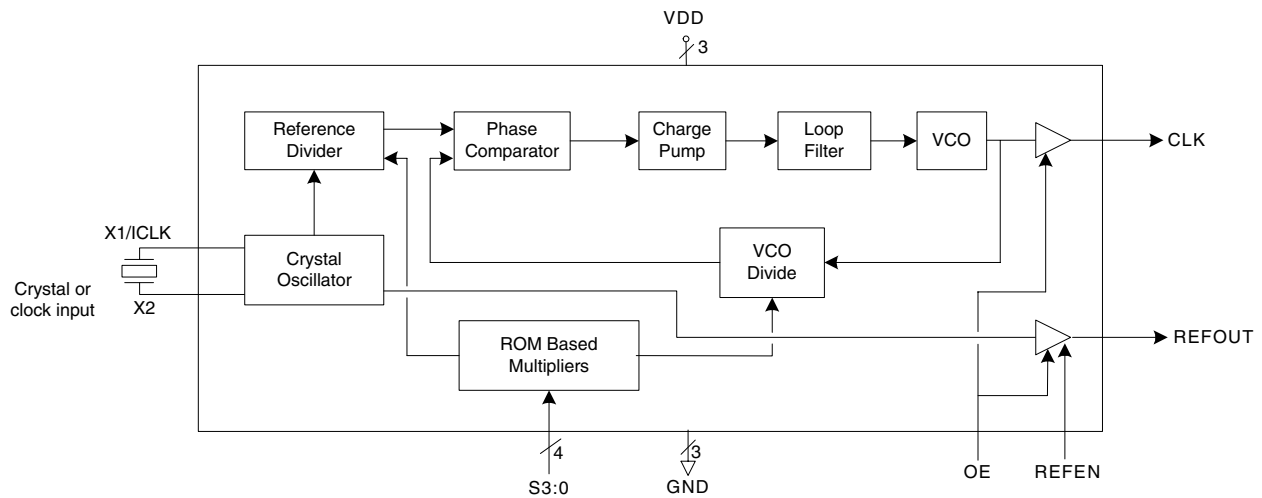 VDD
3
Reference
Divider
Phase
Comparator
Charge
Pump
Loop
Filter
VCO
CLK
X1/ICLK
Crystal
Oscillator
VCO
Divide
Crystal or
clock input
X2
ROM Based
Multipliers
REFOUT
4
3
S3:0
GND
OE
REFEN